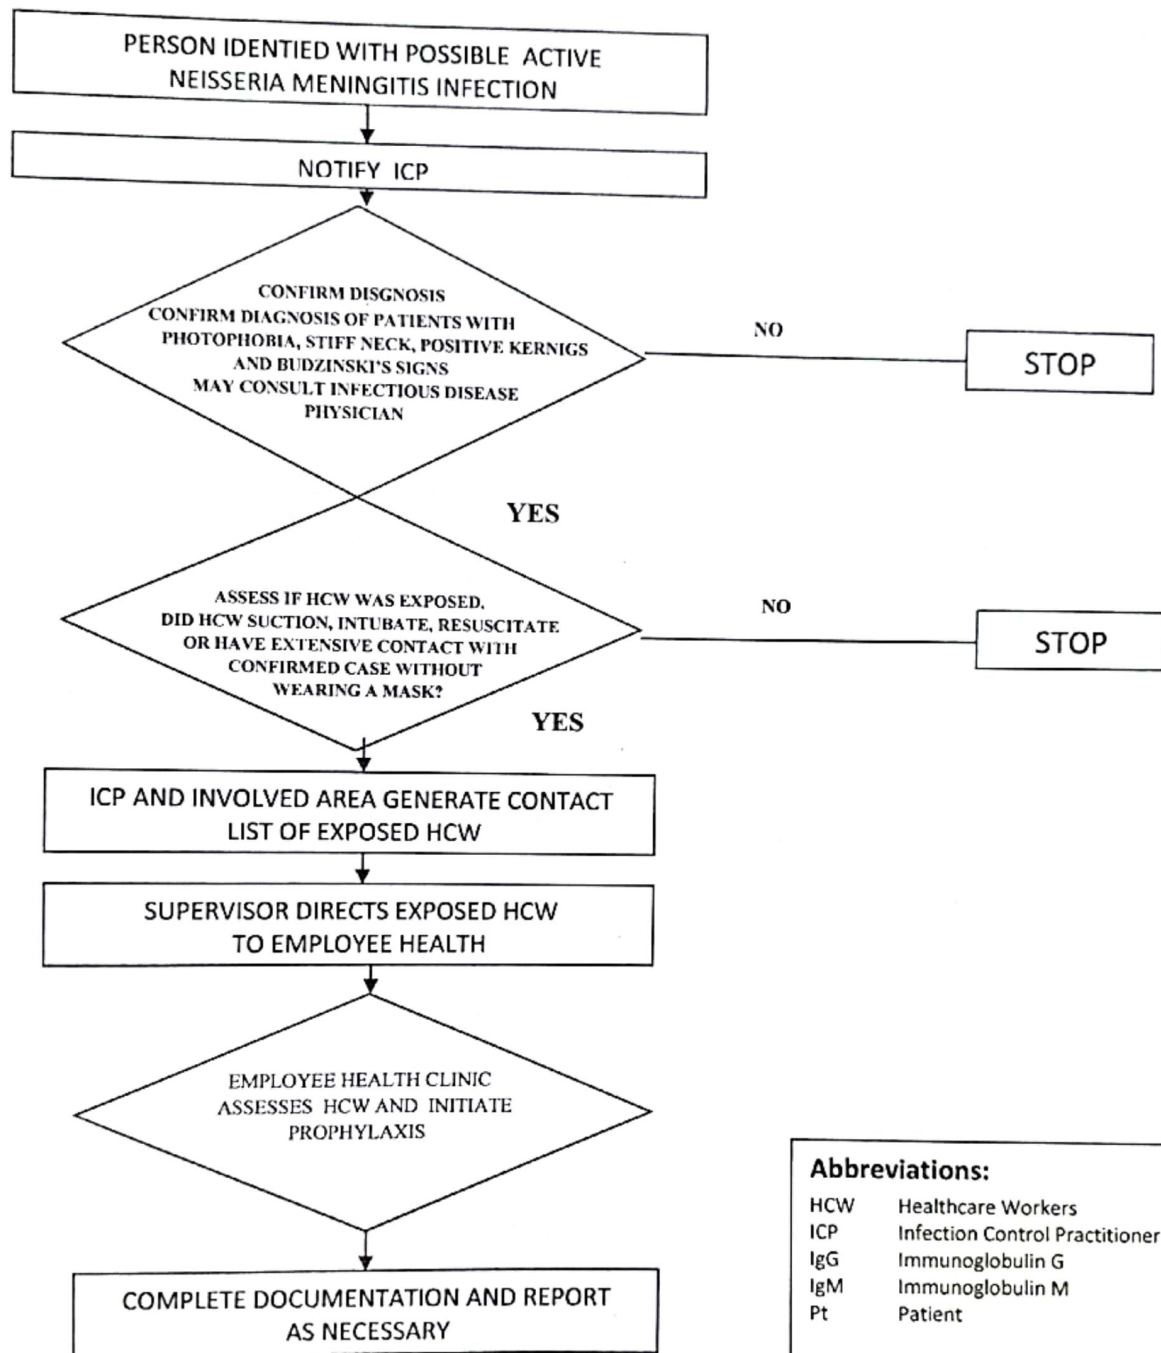 PERSON IDENTIED WITH POSSIBLE ACTIVE
NEISSERIA MENINGITIS INFECTION
NOTIFY ICP
CONFIRM DISGNOSIS
CONFIRM DIAGNOSIS OF PATIENTS WITH
PHOTOPHOBIA, STIFF NECK, POSITIVE KERNIGS
AND BUDZINSKI'S SIGNS
MAY CONSULT INFECTIOUS DISEASE
PHYSICIAN
NO
STOP
YES
ASSESS IF HCW WAS EXPOSED.
DID HCW SUCTION, INTUBATE, RESUSCITATE
OR HAVE EXTENSIVE CONTACT WITH
CONFIRMED CASE WITHOUT
WEARING A MASK?
NO
STOP
YES
ICP AND INVOLVED AREA GENERATE CONTACT
LIST OF EXPOSED HCW
SUPERVISOR DIRECTS EXPOSED HCW
TO EMPLOYEE HEALTH
EMPLOYEE HEALTH CLINIC
ASSESSES HCW AND INITIATE
PROPHYLAXIS
COMPLETE DOCUMENTATION AND REPORT
AS NECESSARY
Abbreviations:
HCW Healthcare Workers
ICP Infection Control Practitioner
IgG Immunoglobulin G
IgM Immunoglobulin M
Pt Patient